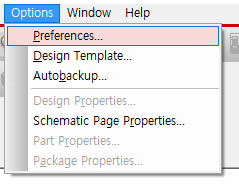 Options Window Help
Preferences...
Design Template...
Autobackup...
Design Properties...
Schematic Page Properties...
Part Properties...
Package Properties...